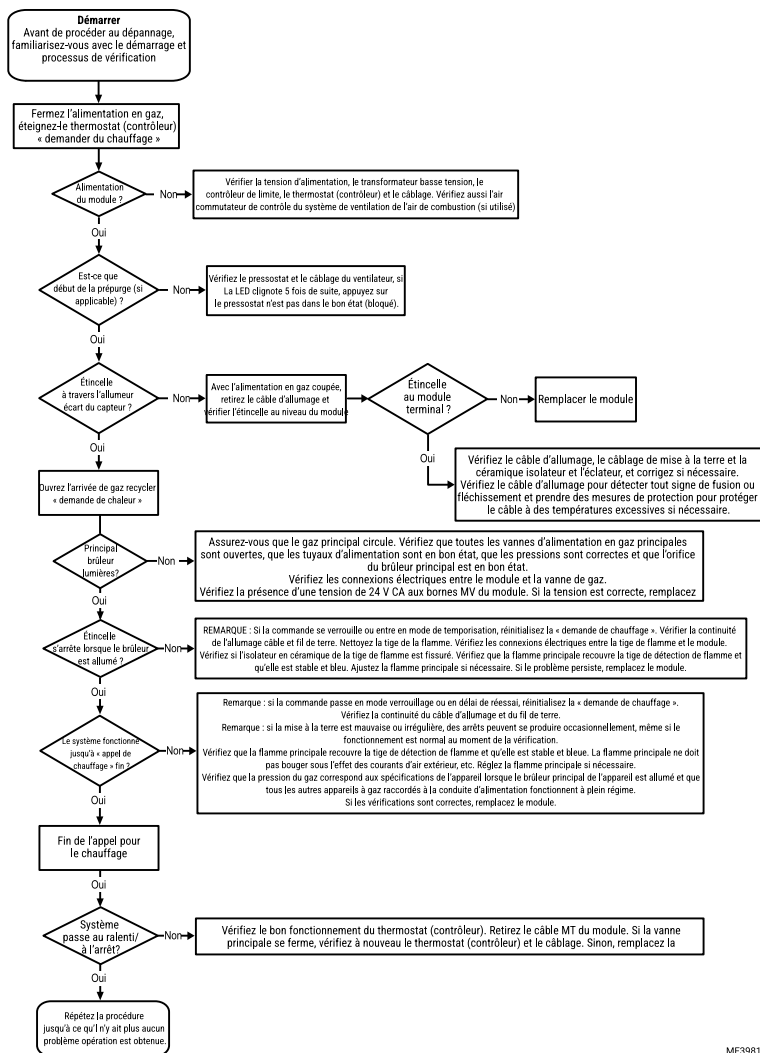 Démarrer
Avant de procéder au dépannage,
familiarisez-vous avec le démarrage et
processus de vérification
Fermez l'alimentation en gaz,
éteignez-le thermostat (contrôleur)
« demander du chauffage »
Alimentation
du module ?
Non
Vérifier la tension d'alimentation, le transformateur basse tension, le
contrôleur de limite, le thermostat (contrôleur) et le câblage. Vérifiez aussi l'air
commutateur de contrôle du système de ventilation de l'air de combustion (si utilisé)
Oui
Est-ce que
début de la prépurge (si
applicable) ?
Non
Vérifiez le pressostat et le câblage du ventilateur, si
La LED clignote 5 fois de suite, appuyez sur
le pressostat n'est pas dans le bon état (bloqué).
Oui
Étincelle
à travers l'allumeur
écart du capteur ?
Non
Avec l'alimentation en gaz coupée,
retirez le câble d'allumage et
vérifier l'étincelle au niveau du module
Étincelle
au module
terminal ?
Non
Remplacer le module
Oui
Vérifiez le câble d'allumage, le câblage de mise à la terre et la
céramique isolateur et l'éclateur, et corrigez si nécessaire.
Vérifiez le câble d'allumage pour détecter tout signe de fusion ou
fléchissement et prendre des mesures de protection pour protéger
le câble à des températures excessives si nécessaire.
Oui
Ouvrez l'arrivée de gaz recycler
« demande de chaleur »
Principal
brûleur
lumières?
Non
Assurez-vous que le gaz principal circule. Vérifiez que toutes les vannes d'alimentation en gaz principales
sont ouvertes, que les tuyaux d'alimentation sont en bon état, que les pressions sont correctes et que l'orifice
du brûleur principal est en bon état.
Vérifiez les connexions électriques entre le module et la vanne de gaz.
Vérifiez la présence d'une tension de 24 V CA aux bornes MV du module. Si la tension est correcte, remplacez
Oui
Étincelle
s'arrête lorsque le brûleur
est allumé ?
Non
REMARQUE : Si la commande se verrouille ou entre en mode de temporisation, réinitialisez la « demande de chauffage ». Vérifier la continuité
de l'allumage câble et fil de terre. Nettoyez la tige de la flamme. Vérifiez les connexions électriques entre la tige de flamme et le module.
Vérifiez si l'isolateur en céramique de la tige de flamme est fissuré. Vérifiez que la flamme principale recouvre la tige de détection de flamme et
qu'elle est stable et bleu. Ajustez la flamme principale si nécessaire. Si le problème persiste, remplacez le module.
Oui
Le système fonctionne
jusqu'à « appel de
chauffage » fin ?
Non
Remarque : si la commande passe en mode verrouillage ou en délai de réessai, réinitialisez la « demande de chauffage ».
Vérifiez la continuité du câble d'allumage et du fil de terre.
Remarque : si la mise à la terre est mauvaise ou irrégulière, des arrêts peuvent se produire occasionnellement, même si le
fonctionnement est normal au moment de la vérification.
Vérifiez que la flamme principale recouvre la tige de détection de flamme et qu'elle est stable et bleue. La flamme principale ne doit
pas bouger sous l'effet des courants d'air extérieur, etc. Réglez la flamme principale si nécessaire.
Vérifiez que la pression du gaz correspond aux spécifications de l'appareil lorsque le brûleur principal de l'appareil est allumé et que
tous les autres appareils à gaz raccordés à la conduite d'alimentation fonctionnent à plein régime.
Si les vérifications sont correctes, remplacez le module.
Oui
Fin de l'appel pour
le chauffage
Oui
Système
passe au ralenti/
à l'arrêt?
Non
Vérifiez le bon fonctionnement du thermostat (contrôleur). Retirez le câble MT du module. Si la vanne
principale se ferme, vérifiez à nouveau le thermostat (contrôleur) et le câblage. Sinon, remplacez la
Oui
Répétez la procédure
jusqu'à ce qu'l n'y ait plus aucun
problème opération est obtenue.
MF39814